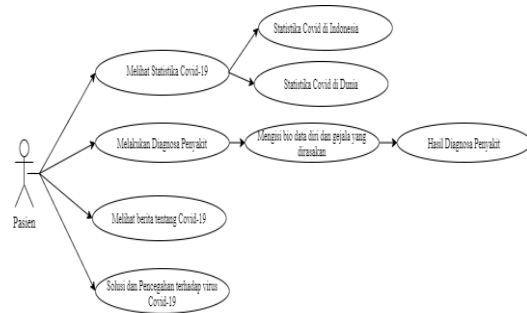 Statistika Covid di Indonesia
Melihat Statistika Covid-19
Statistika Covid di Dunia
Melakukan Diagnosa Penyakit
Mengisi bio data diri dan gejala yang
dirasakan
Hasil Diagnosa Penyakit
Pasien
Melihat berita tentang Covid-19
Solusi dan Pencegahan terhadap virus
Covid-19